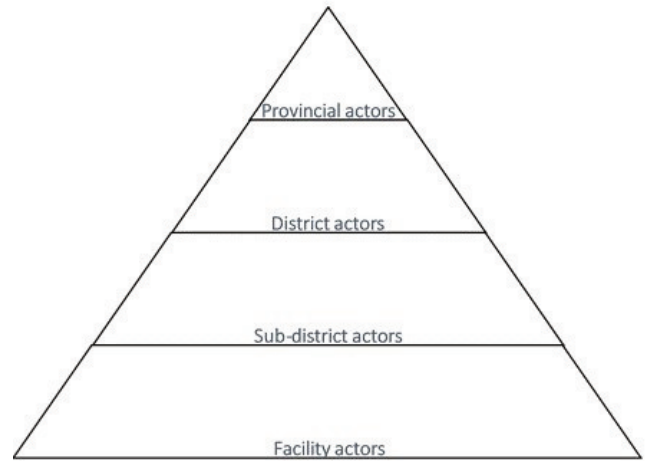 Provincial actors
District actors
Sub-district actors
Facility actors